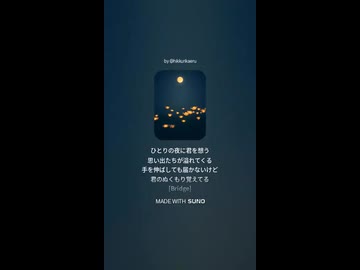 by @hikkurikaeru
ひとりの夜に君を想う
思い出たちが溢れてくる
手を伸ばしても届かないけど
君のぬくもり覚えてる
[Bridge]
MADE WITH SUNO